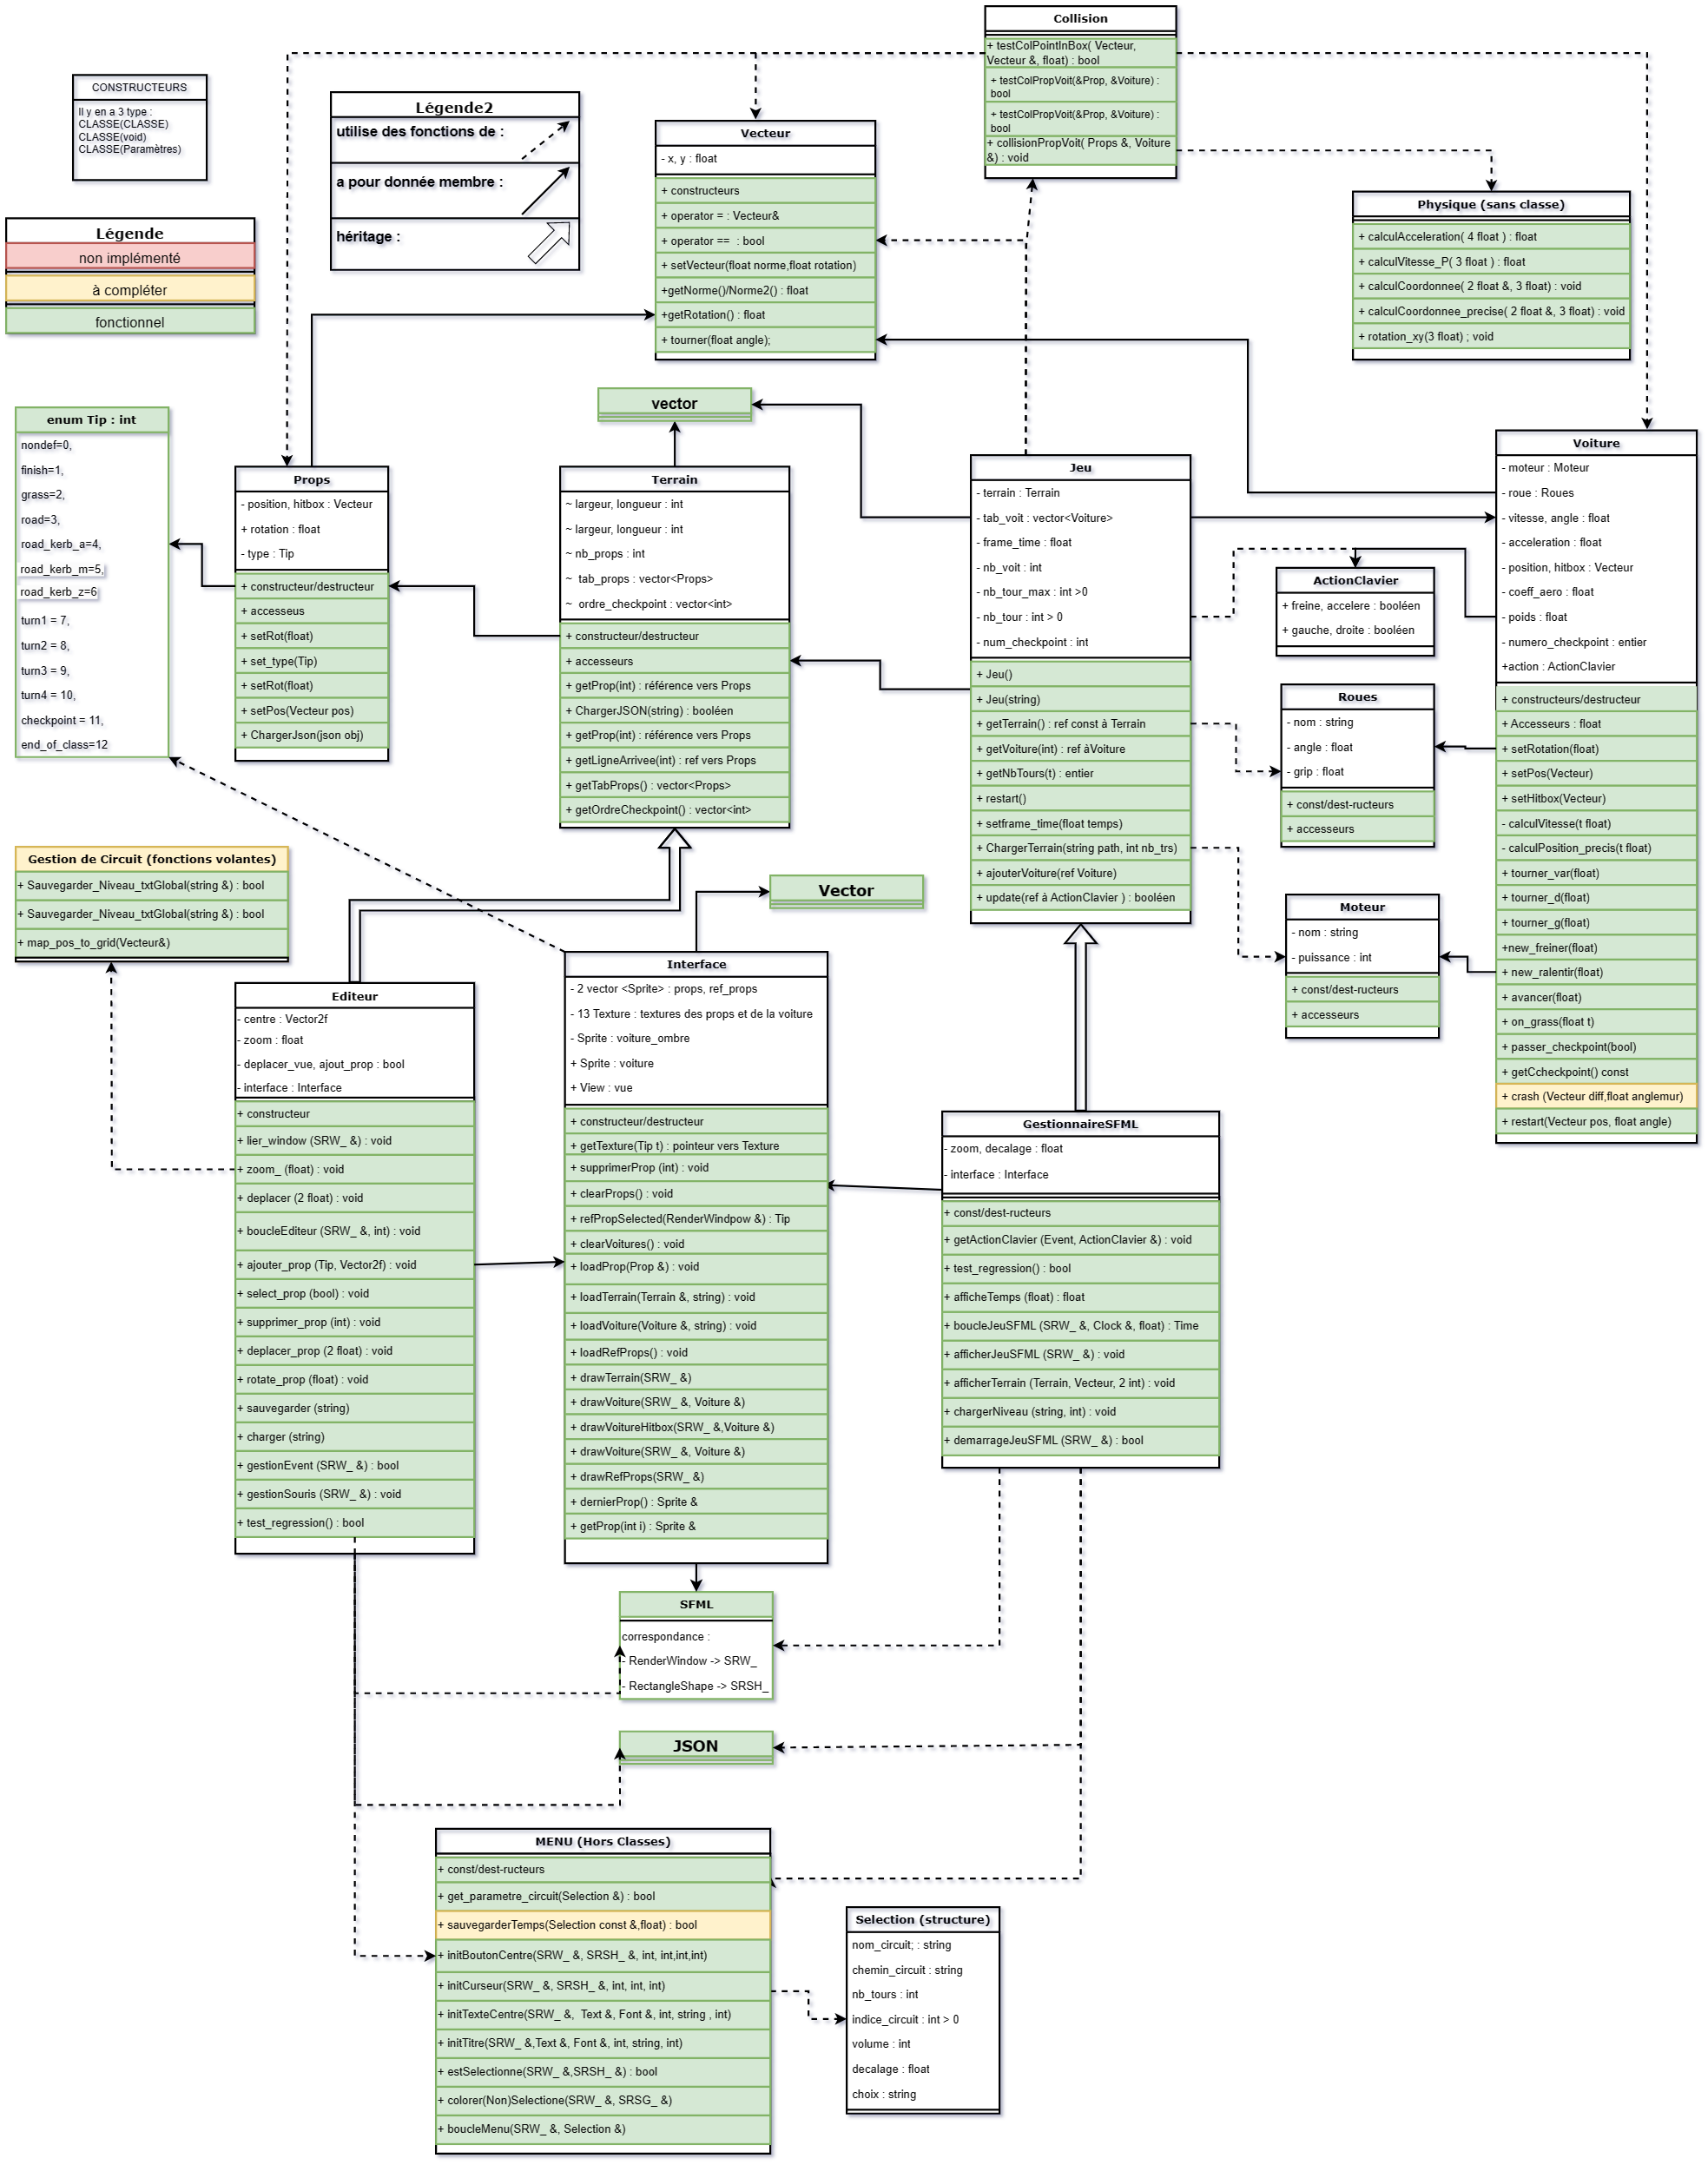 Collision
+ testColPointInBox( Vecteur,
Vecteur &, float) : bool
+ testColPropVoit(&Prop, &Voiture) :
bool
+ testColPropVoit(&Prop, &Voiture) :
bool
+ collisionPropVoit( Props &, Voiture
&) : void
CONSTRUCTEURS
Il y en a 3 type :
CLASSE(CLASSE)
CLASSE(void)
CLASSE(Paramètres)
Légende2
utilise des fonctions de :
a pour donnée membre :
héritage :
Légende
non implémenté
à compléter
fonctionnel
Vecteur
- x, y : float
+ constructeurs
+ operator = : Vecteur&
+ operator == : bool
+ setVecteur(float norme,float rotation)
+getNorme()/Norme2() : float
+getRotation() : float
+ tourner(float angle);
Physique (sans classe)
+ calculAcceleration( 4 float ) : float
+ calculVitesse_P( 3 float ) : float
+ calculCoordonnee( 2 float &, 3 float) : void
+ calculCoordonnee_precise( 2 float &, 3 float) : void
+ rotation_xy(3 float) ; void
vector
enum Tip : int
nondef=0,
finish=1,
grass=2,
road=3,
road_kerb_a=4,
road_kerb_m=5,
road_kerb_z=6
turn1 = 7,
turn2 = 8,
turn3 = 9,
turn4 = 10,
checkpoint = 11,
end_of_class=12
Props
- position, hitbox : Vecteur
+ rotation : float
- type : Tip
+ constructeur/destructeur
+ accesseus
+ setRot(float)
+ set_type(Tip)
+ setRot(float)
+ setPos(Vecteur pos)
+ ChargerJson(json obj)
Terrain
~ largeur, longueur : int
~ largeur, longueur : int
~ nb_props : int
~ tab_props : vector<Props>
~ ordre_checkpoint : vector<int>
+ constructeur/destructeur
+ accesseurs
+ getProp(int) : référence vers Props
+ ChargerJSON(string) : booléen
+ getProp(int) : référence vers Props
+ getLigneArrivee(int) : ref vers Props
+ getTabProps() : vector<Props>
+ getOrdreCheckpoint() : vector<int>
Jeu
- terrain : Terrain
- tab_voit : vector<Voiture>
- frame_time : float
- nb_voit : int
- nb_tour_max : int >0
- nb_tour : int > 0
- num_checkpoint : int
+ Jeu()
+ Jeu(string)
+ getTerrain() : ref const à Terrain
+ getVoiture(int) : ref àVoiture
+ getNbTours(t) : entier
+ restart()
+ setframe_time(float temps)
+ ChargerTerrain(string path, int nb_trs)
+ ajouterVoiture(ref Voiture)
+ update(ref à ActionClavier ) : booléen
ActionClavier
+ freine, accelere : booléen
+ gauche, droite : booléen
Roues
- nom : string
- angle : float
- grip : float
+ const/dest-ructeurs
+ accesseurs
Moteur
- nom : string
- puissance : int
+ const/dest-ructeurs
+ accesseurs
Voiture
- moteur : Moteur
- roue : Roues
- vitesse, angle : float
- acceleration : float
- position, hitbox : Vecteur
- coeff_aero : float
- poids : float
- numero_checkpoint : entier
+action : ActionClavier
+ constructeurs/destructeur
+ Accesseurs : float
+ setRotation(float)
+ setPos(Vecteur)
+ setHitbox(Vecteur)
- calculVitesse(t float)
- calculPosition_precis(t float)
+ tourner_var(float)
+ tourner_d(float)
+ tourner_g(float)
+new_freiner(float)
+ new_ralentir(float)
+ avancer(float)
+ on_grass(float t)
+ passer_checkpoint(bool)
+ getCcheckpoint() const
+ crash (Vecteur diff,float anglemur)
+ restart(Vecteur pos, float angle)
Gestion de Circuit (fonctions volantes)
+ Sauvegarder_Niveau_txtGlobal(string &) : bool
+ Sauvegarder_Niveau_txtGlobal(string &) : bool
+ map_pos_to_grid(Vecteur&)
Vector
Editeur
- centre : Vector2f
- zoom : float
- deplacer_vue, ajout_prop : bool
- interface : Interface
+ constructeur
+ lier_window (SRW_ &) : void
+ zoom_ (float) : void
+ deplacer (2 float) : void
+ boucleEditeur (SRW_ &, int) : void
+ ajouter_prop (Tip, Vector2f) : void
+ select_prop (bool) : void
+ supprimer_prop (int) : void
+ deplacer_prop (2 float) : void
+ rotate_prop (float) : void
+ sauvegarder (string)
+ charger (string)
+ gestionEvent (SRW_ &) : bool
+ gestionSouris (SRW_ &) : void
+ test_regression() : bool
Interface
- 2 vector <Sprite> : props, ref_props
- 13 Texture : textures des props et de la voiture
- Sprite : voiture_ombre
+ Sprite : voiture
+ View : vue
+ constructeur/destructeur
+ getTexture(Tip t) : pointeur vers Texture
+ supprimerProp (int) : void
+ clearProps() : void
+ refPropSelected(RenderWindpow &) : Tip
+ clearVoitures() : void
+ loadProp(Prop &) : void
+ loadTerrain(Terrain &, string) : void
+ loadVoiture(Voiture &, string) : void
+ loadRefProps() : void
+ drawTerrain(SRW_ &)
+ drawVoiture(SRW_ &, Voiture &)
+ drawVoitureHitbox(SRW_ &,Voiture &)
+ drawVoiture(SRW_ &, Voiture &)
+ drawRefProps(SRW_ &)
+ dernierProp() : Sprite &
+ getProp(int i) : Sprite &
GestionnaireSFML
- zoom, decalage : float
- interface : Interface
+ const/dest-ructeurs
+ getActionClavier (Event, ActionClavier &) : void
+ test_regression() : bool
+ afficheTemps (float) : float
+ boucleJeuSFML (SRW_ &, Clock &, float) : Time
+ afficherJeuSFML (SRW_ &) : void
+ afficherTerrain (Terrain, Vecteur, 2 int) : void
+ chargerNiveau (string, int) : void
+ demarrageJeuSFML (SRW_ &) : bool
SFML
correspondance :
- RenderWindow -> SRW_
- RectangleShape -> SRSH_
JSON
MENU (Hors Classes)
+ const/dest-ructeurs
+ get_parametre_circuit(Selection &) : bool
+ sauvegarderTemps(Selection const &,float) : bool
+ initBoutonCentre(SRW_ &, SRSH_ &, int, int,int,int)
+ initCurseur(SRW_ &, SRSH_ &, int, int, int)
+ initTexteCentre(SRW_ &, Text &, Font &, int, string , int)
+ initTitre(SRW_ &,Text &, Font &, int, string, int)
+ estSelectionne(SRW_ &,SRSH_ &) : bool
+ colorer(Non)Selectione(SRW_ &, SRSG_ &)
+ boucleMenu(SRW_ &, Selection &)
Selection (structure)
nom_circuit; : string
chemin_circuit : string
nb_tours : int
indice_circuit : int > 0
volume : int
decalage : float
choix : string